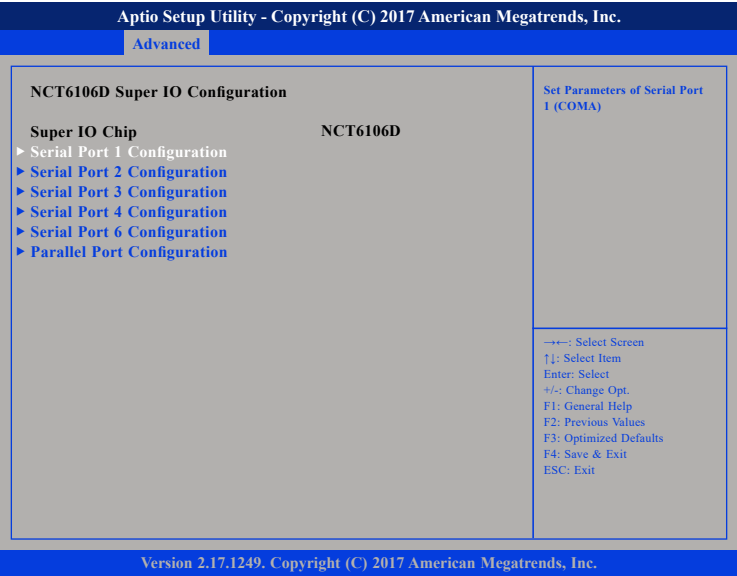 Aptio Setup Utility - Copyright (C) 2017 American Megatrends, Inc.
Advanced
NCT6106D Super IO Configuration
Super IO Chip NCT6106D
► Serial Port 1 Configuration
► Serial Port 2 Configuration
► Serial Port 3 Configuration
► Serial Port 4 Configuration
► Serial Port 6 Configuration
► Parallel Port Configuration
Set Parameters of Serial Port
1 (COMA)
→←: Select Screen
↑↓: Select Item
Enter: Select
+/-: Change Opt.
F1: General Help
F2: Previous Values
F3: Optimized Defaults
F4: Save & Exit
ESC: Exit
Version 2.17.1249. Copyright (C) 2017 American Megatrends, Inc.